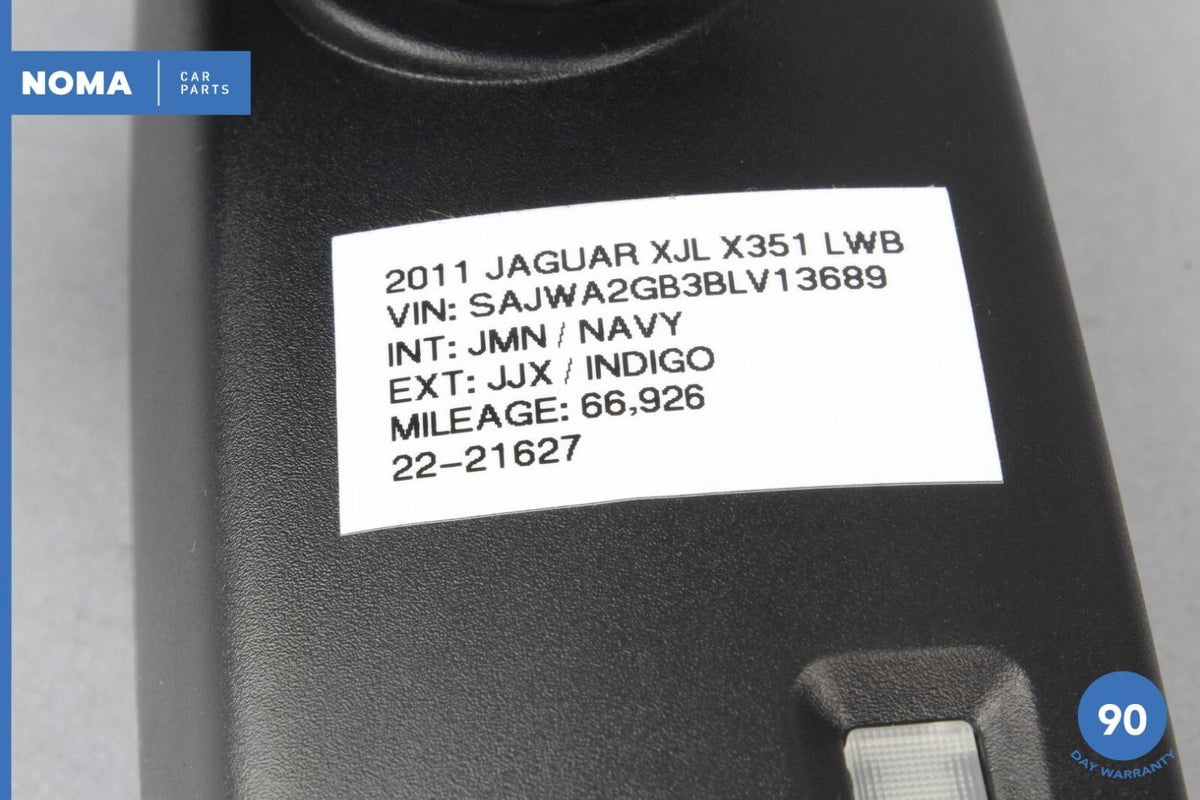 NOMA
CAR
PARTS
2011 JAGUAR XJL X351 LWB
VIN: SAJWA2GB3BLV13689
INT: JMN / NAVY
EXT: JJX / INDIGO
MILEAGE: 66,926
22-21627
90
DAY WARRANTY